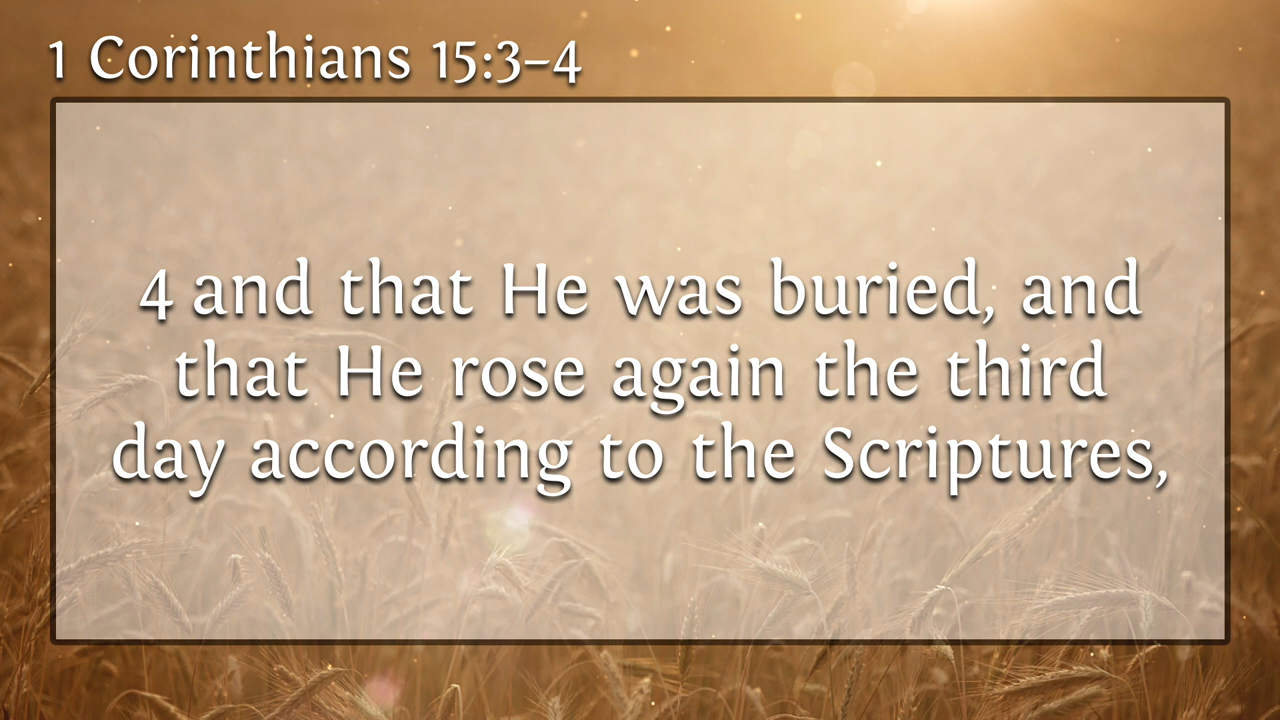 1 Corinthians 15:3–4
4 and that He was buried, and
that He rose again the third
day according to the Scriptures,